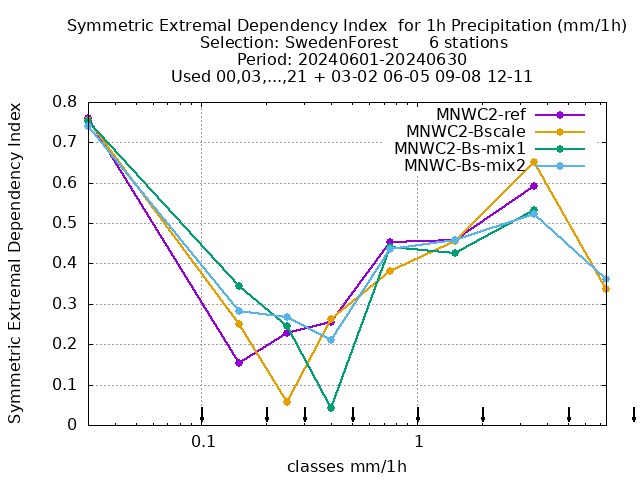 Symmetric Extremal Dependency Index  for 1h Precipitation (mm/1h)
Selection: SwedenForest      6 stations
Period: 20240601-20240630
Used 00,03,...,21 + 03-02 06-05 09-08 12-11
MNWC2-ref
MNWC2-Bscale
MNWC2-Bs-mix1
MNWC-Bs-mix2
Symmetric Extremal Dependency Index
0.8
0.7
0.6
0.5
0.4
0.3
0.2
0.1
0
0.1
1
classes mm/1h